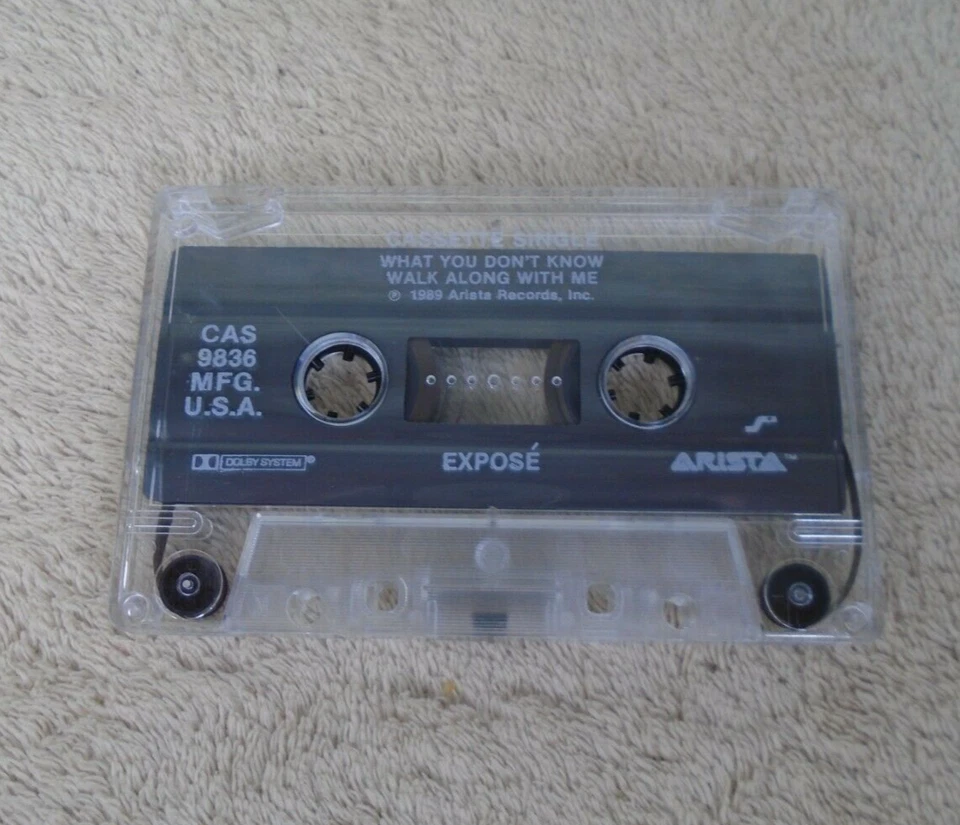 CASSETTE SINGLE
WHAT YOU DON'T KNOW
WALK ALONG WITH ME
℗ 1989 Arista Records, Inc.
CAS
9836
MFG.
U.S.A.
DOLBY SYSTEM®
EXPOSÉ
ARISTA™